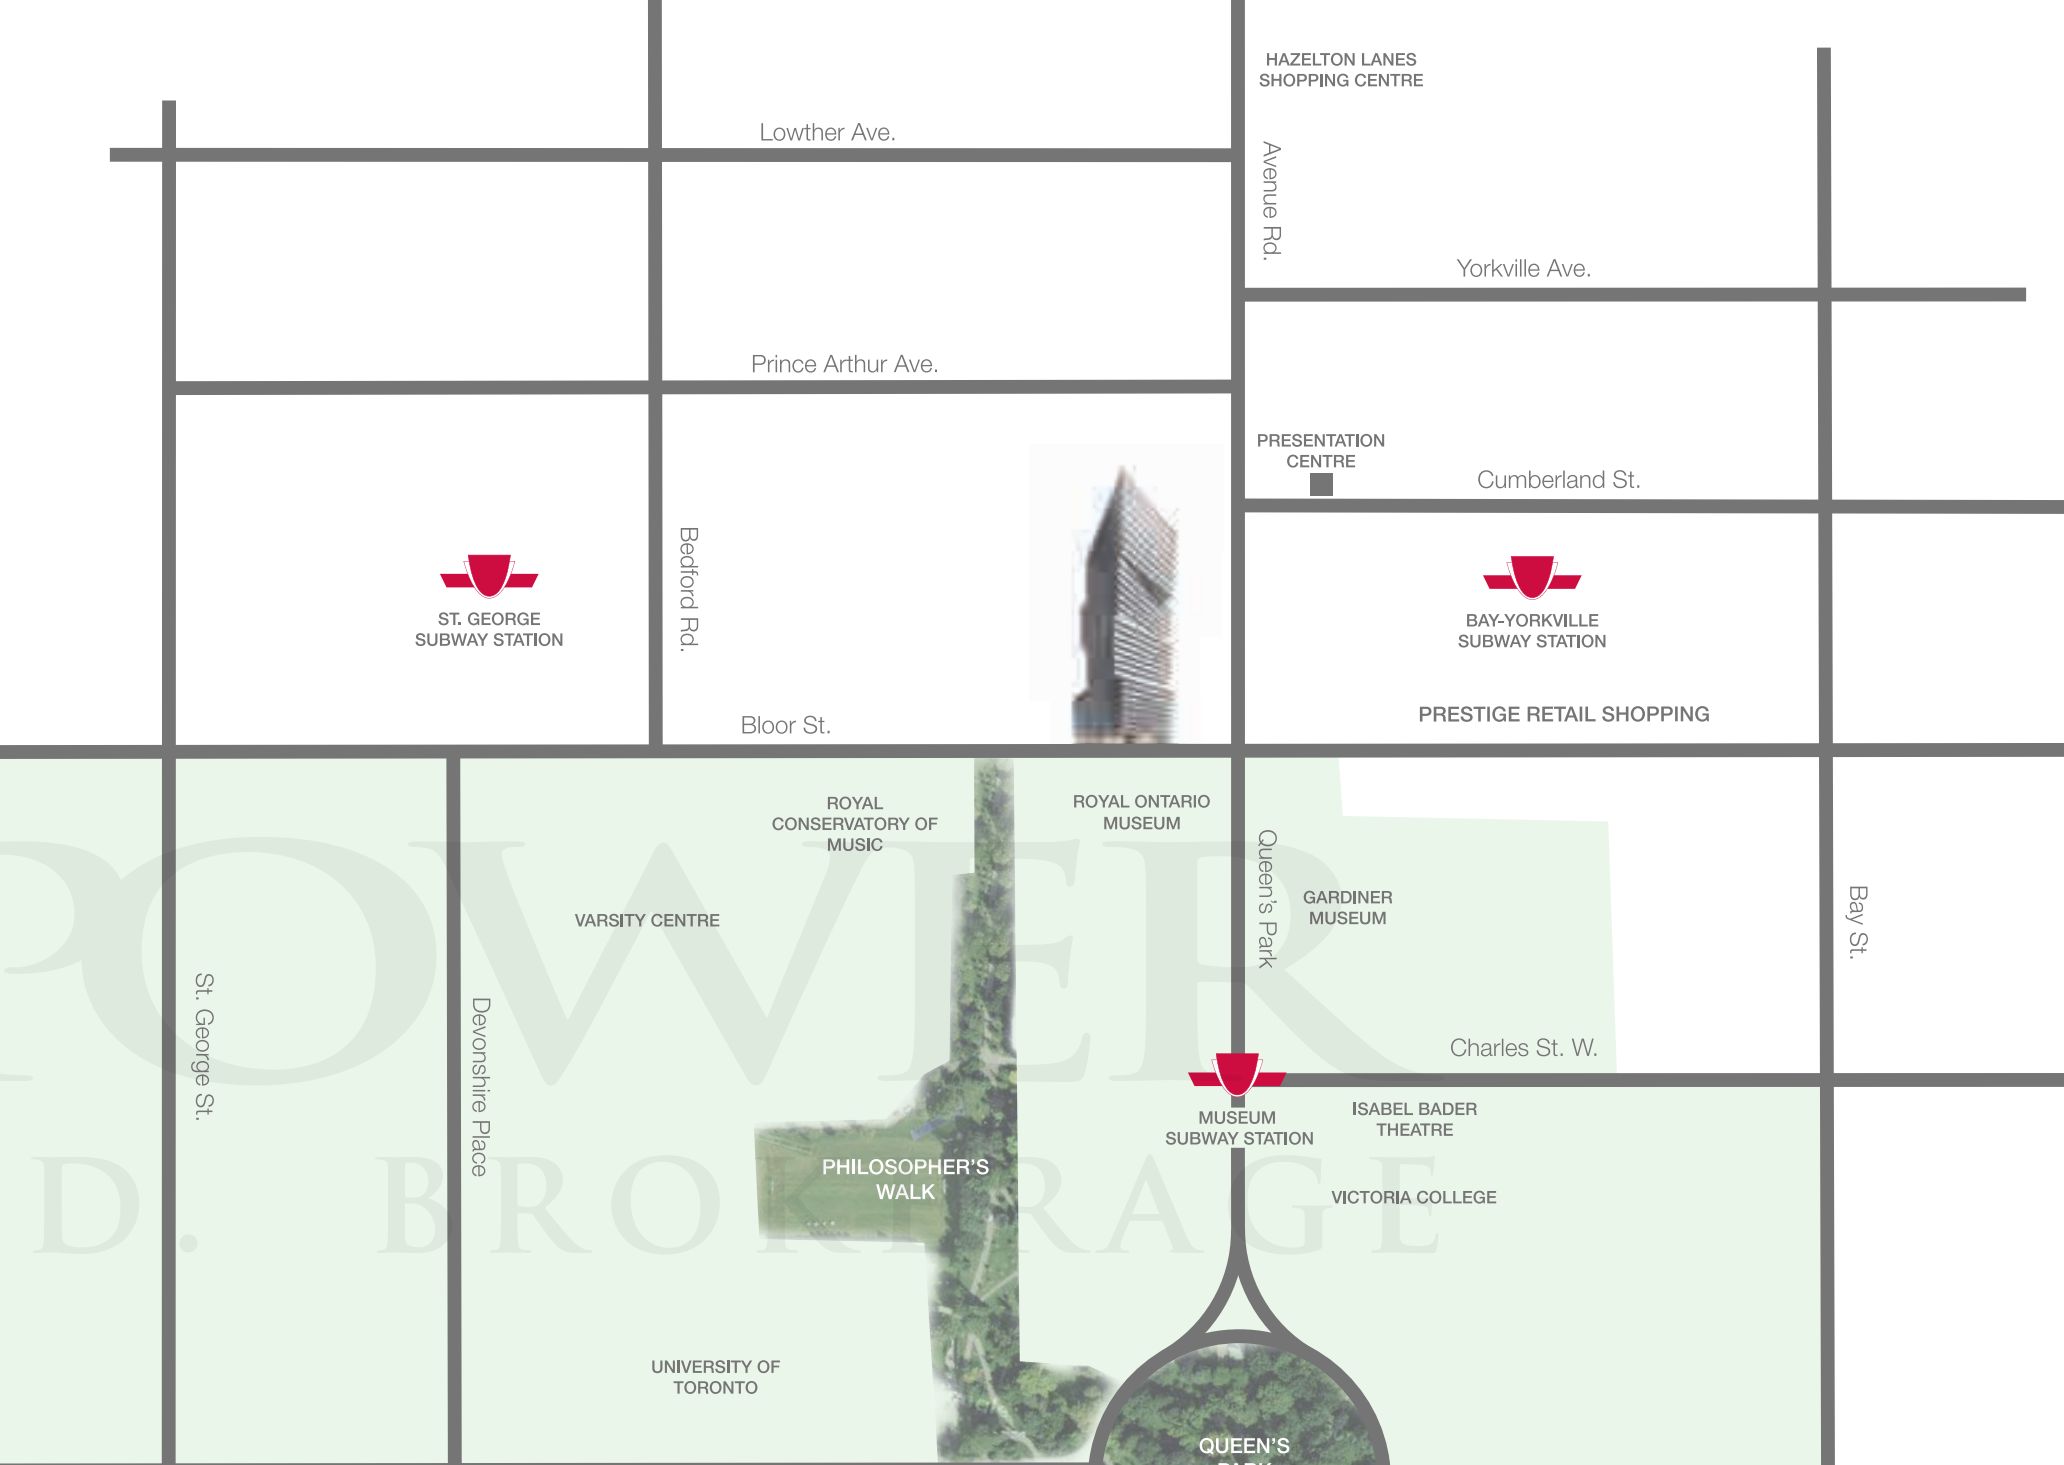 HAZELTON LANES
SHOPPING CENTRE
Lowther Ave.
Avenue Rd.
Yorkville Ave.
Prince Arthur Ave.
PRESENTATION
CENTRE
Cumberland St.
Bedford Rd.
ST. GEORGE
SUBWAY STATION
BAY-YORKVILLE
SUBWAY STATION
PRESTIGE RETAIL SHOPPING
Bloor St.
ROYAL
CONSERVATORY OF
MUSIC
ROYAL ONTARIO
MUSEUM
Queen's Park
GARDINER
MUSEUM
Bay St.
VARSITY CENTRE
POWER
St. George St.
Devonshire Place
Charles St. W.
MUSEUM
SUBWAY STATION
ISABEL BADER
THEATRE
PHILOSOPHER'S
WALK
VICTORIA COLLEGE
D. BROKERAGE
UNIVERSITY OF
TORONTO
QUEEN'S
PARK